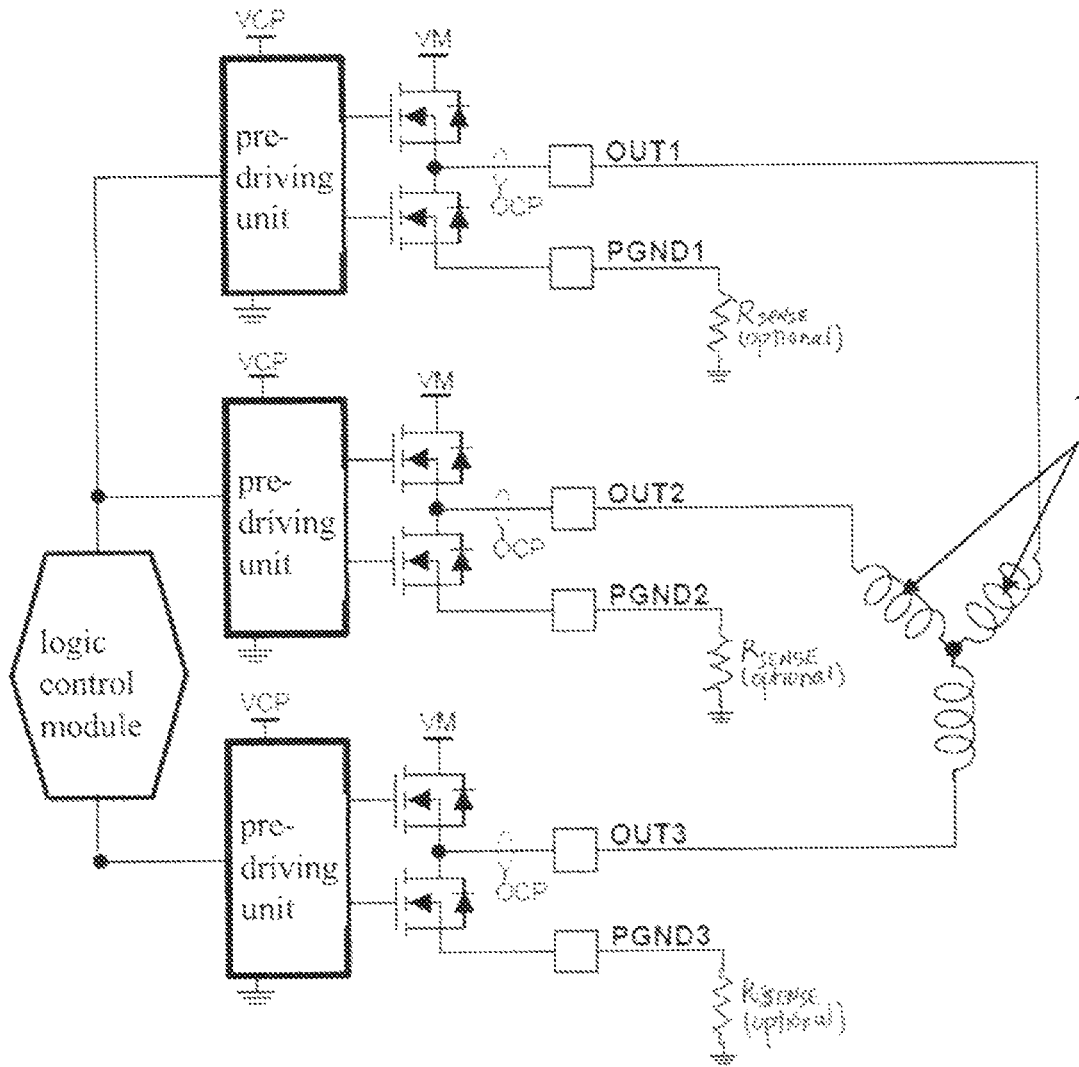 VCP
VM
pre-
driving
unit
OCP
OUT1
PGND1
RSENSE
(optional)
VCP
VM
pre-
driving
unit
OCP
OUT2
PGND2
RSENSE
(optional)
logic
control
module
VCP
VM
pre-
driving
unit
OCP
OUT3
PGND3
RSENSE
(optional)